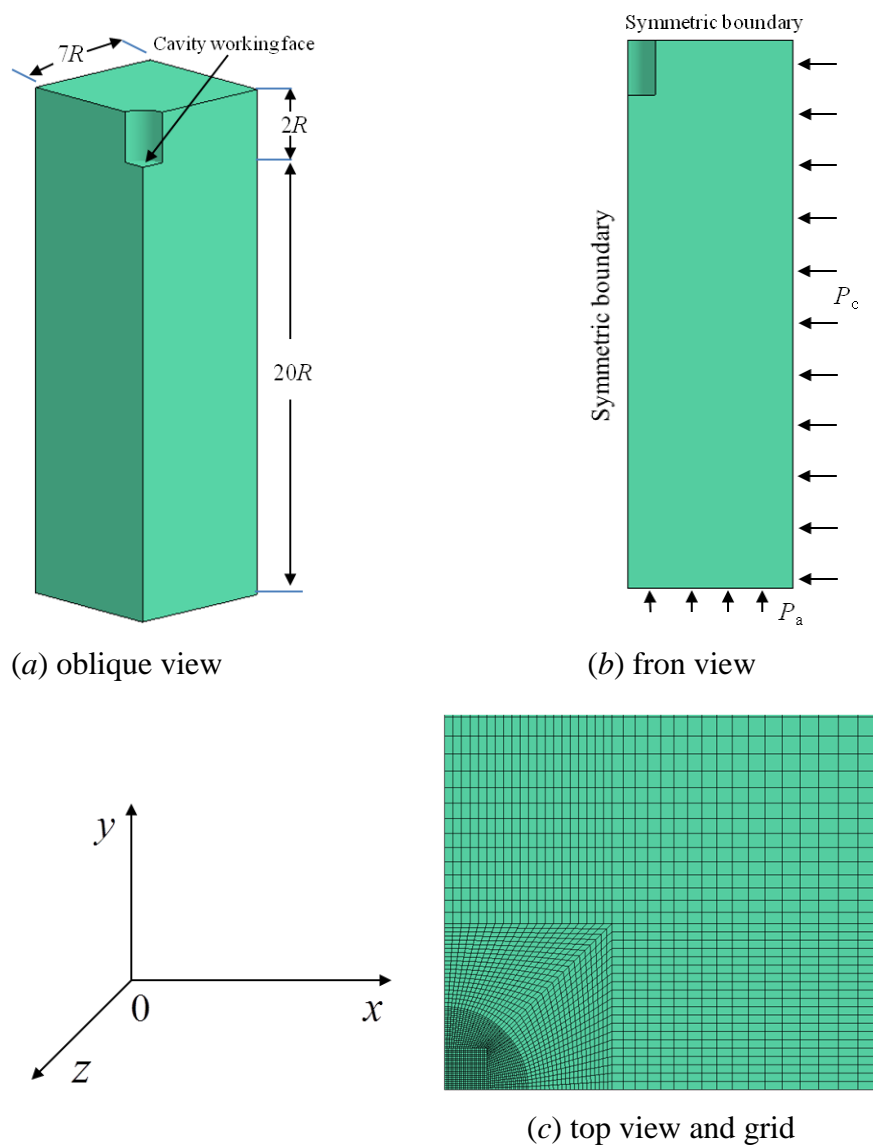 Cavity working face
7R
2R
20R
(a) oblique view
Symmetric boundary
Symmetric boundary
Pc
Pa
(b) fron view
y
0
x
z
(c) top view and grid